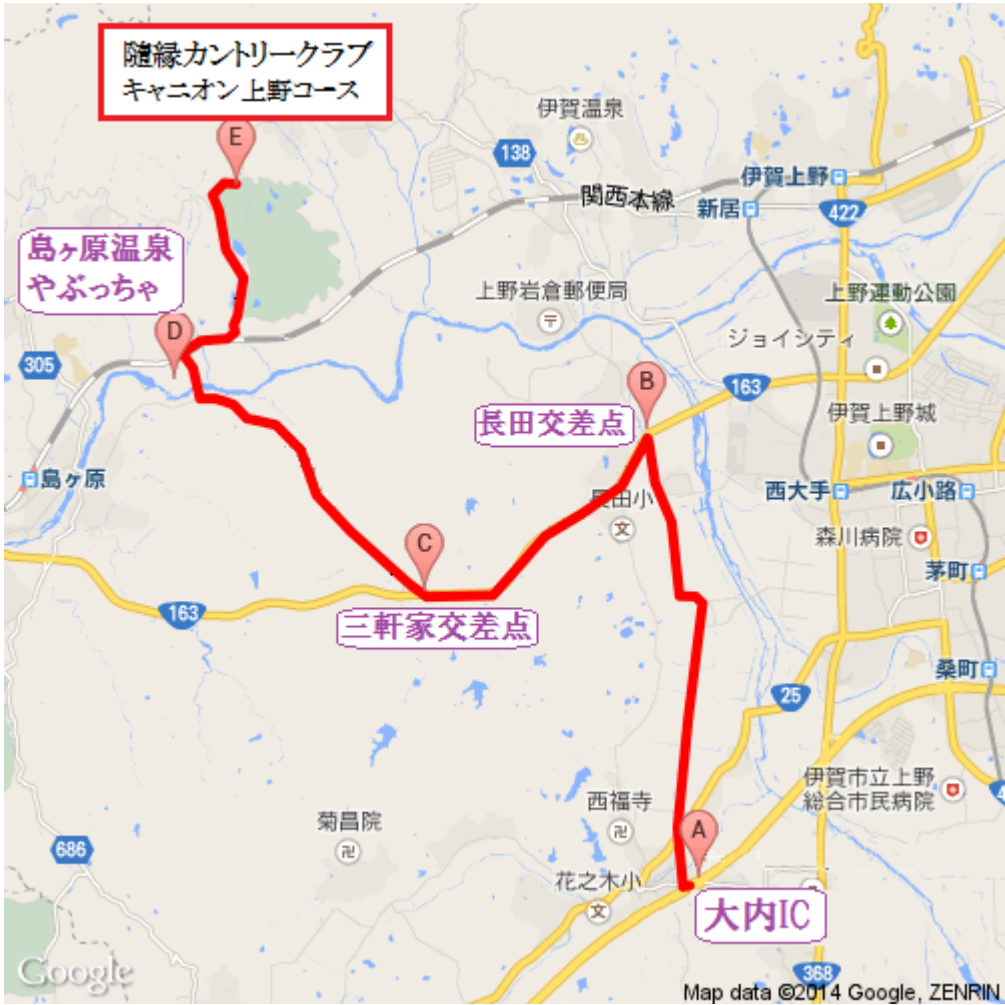 隨縁カントリークラブ
キャニオン上野コース
E
伊賀温泉
138
関西本線
伊賀上野
新居
422
島ヶ原温泉
やぶっちゃ
上野岩倉郵便局
上野運動公園
D
ジョイシティ
305
B
163
長田交差点
伊賀上野城
島ヶ原
長田小
西大手
広小路
森川病院
C
茅町
163
三軒家交差点
桑町
25
伊賀市立上野
総合市民病院
西福寺
菊昌院
A
686
花之木小
大内IC
368
Google
Map data ©2014 Google, ZENRIN